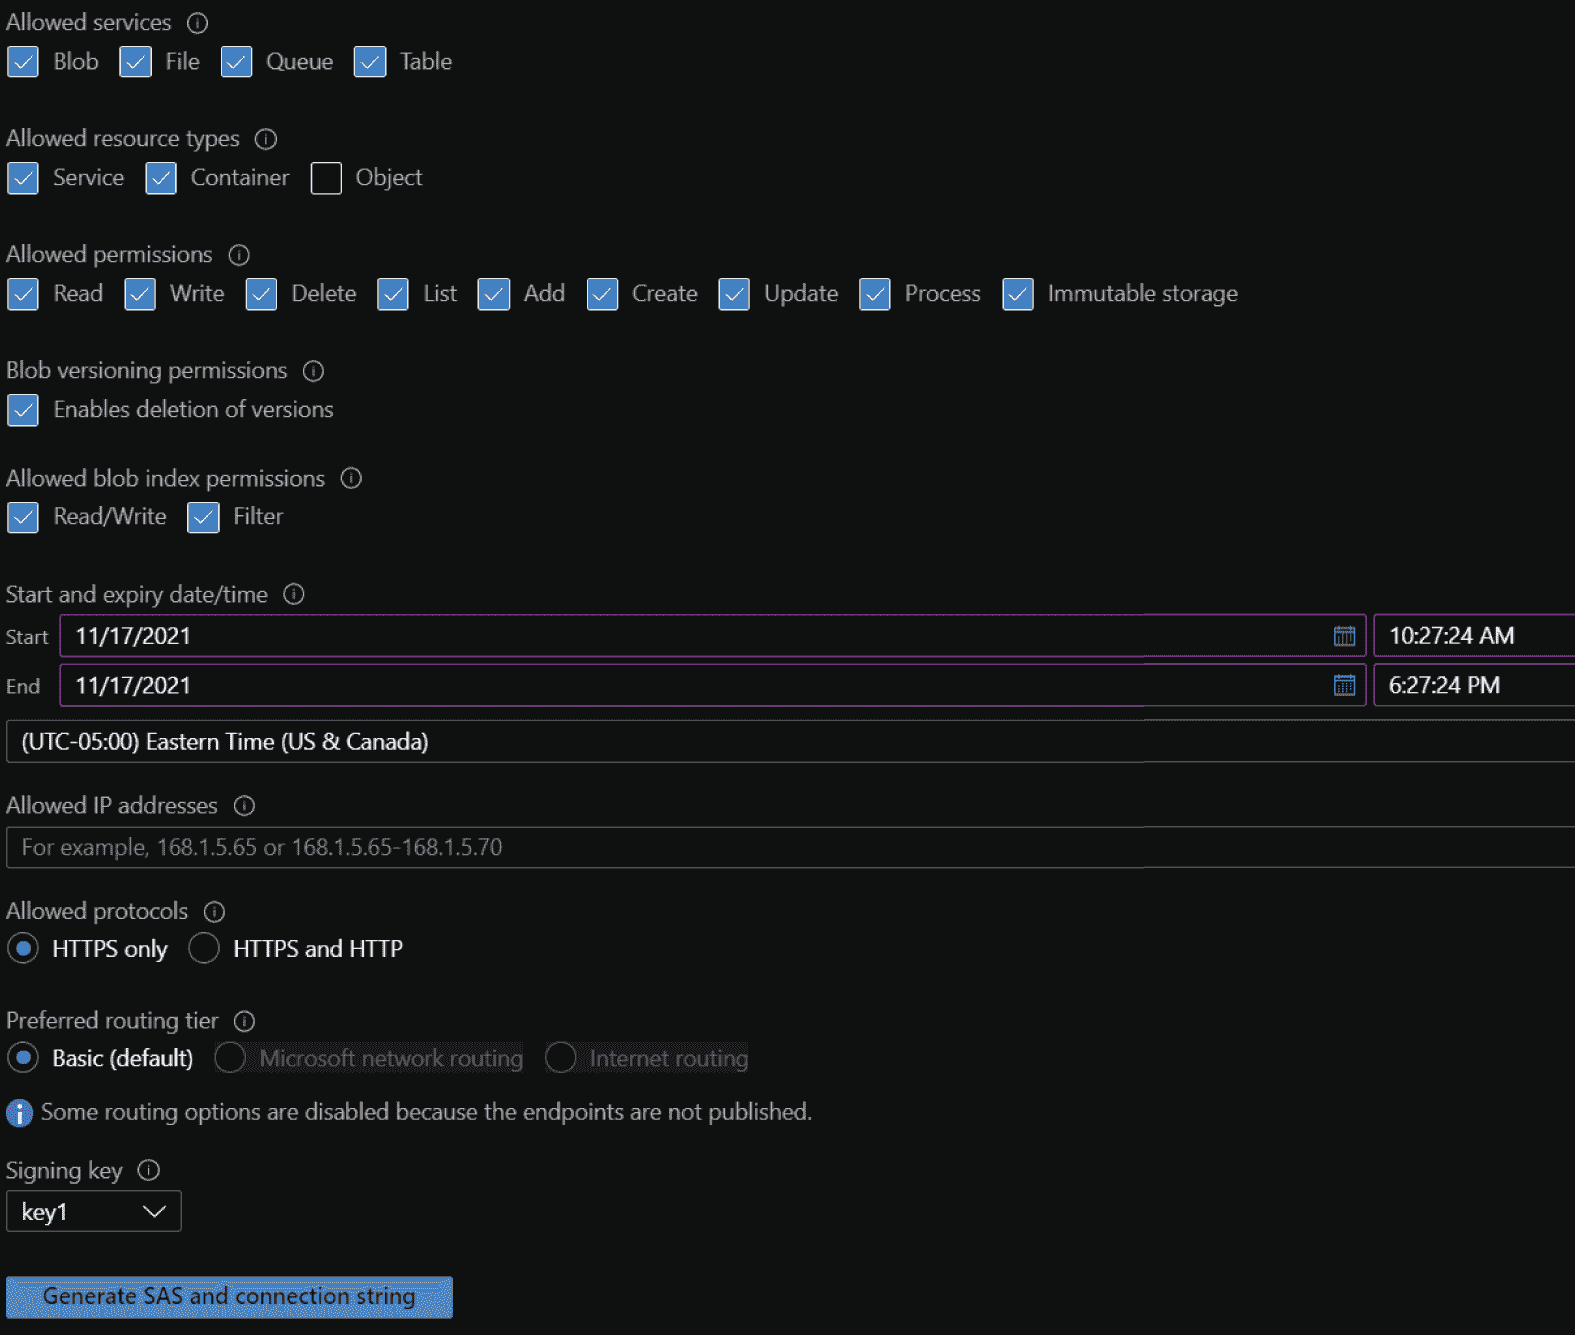 Allowed services
Blob File Queue Table
Allowed resource types
Service Container Object
Allowed permissions
Read Write Delete List Add Create Update Process Immutable storage
Blob versioning permissions
Enables deletion of versions
Allowed blob index permissions
Read/Write Filter
Start and expiry date/time
Start 11/17/2021 10:27:24 AM
End 11/17/2021 6:27:24 PM
(UTC-05:00) Eastern Time (US & Canada)
Allowed IP addresses
For example, 168.1.5.65 or 168.1.5.65-168.1.5.70
Allowed protocols
HTTPS only HTTPS and HTTP
Preferred routing tier
Basic (default) Microsoft network routing Internet routing
Some routing options are disabled because the endpoints are not published.
Signing key
key1
Generate SAS and connection string